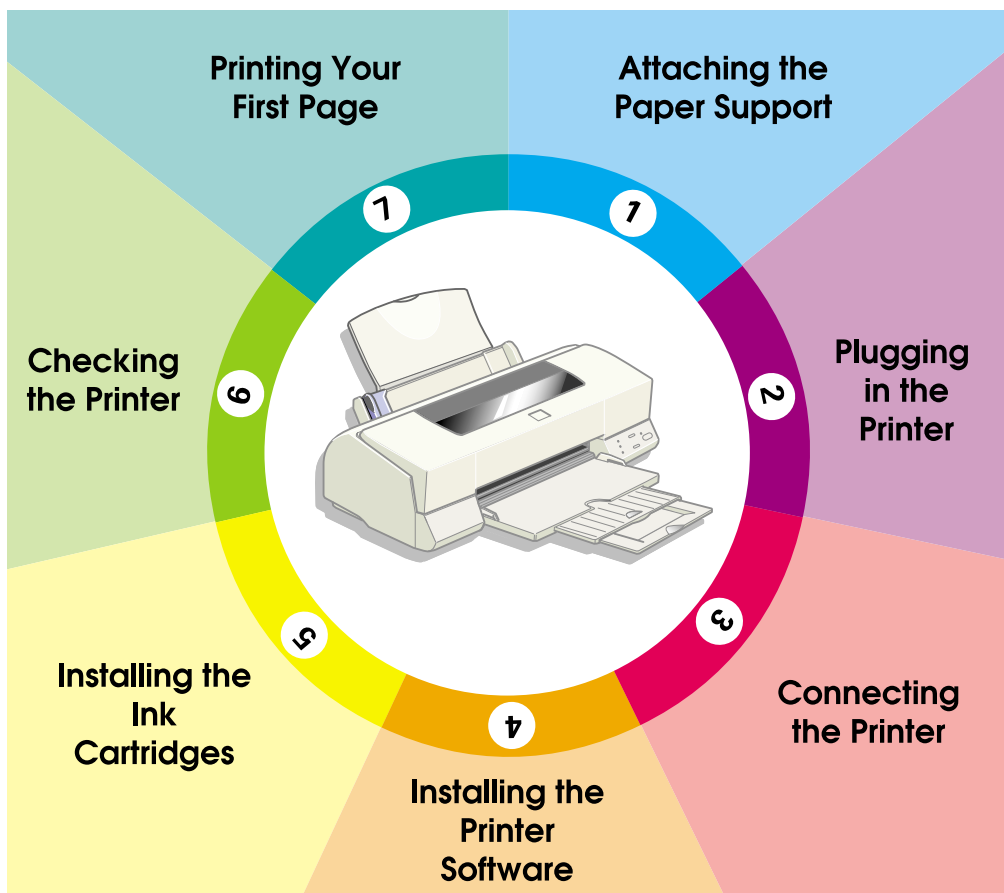 1
Attaching the
Paper Support
2
Plugging
in the
Printer
3
Connecting
the Printer
4
Installing the
Printer
Software
5
Installing the
Ink
Cartridges
6
Checking
the Printer
7
Printing Your
First Page